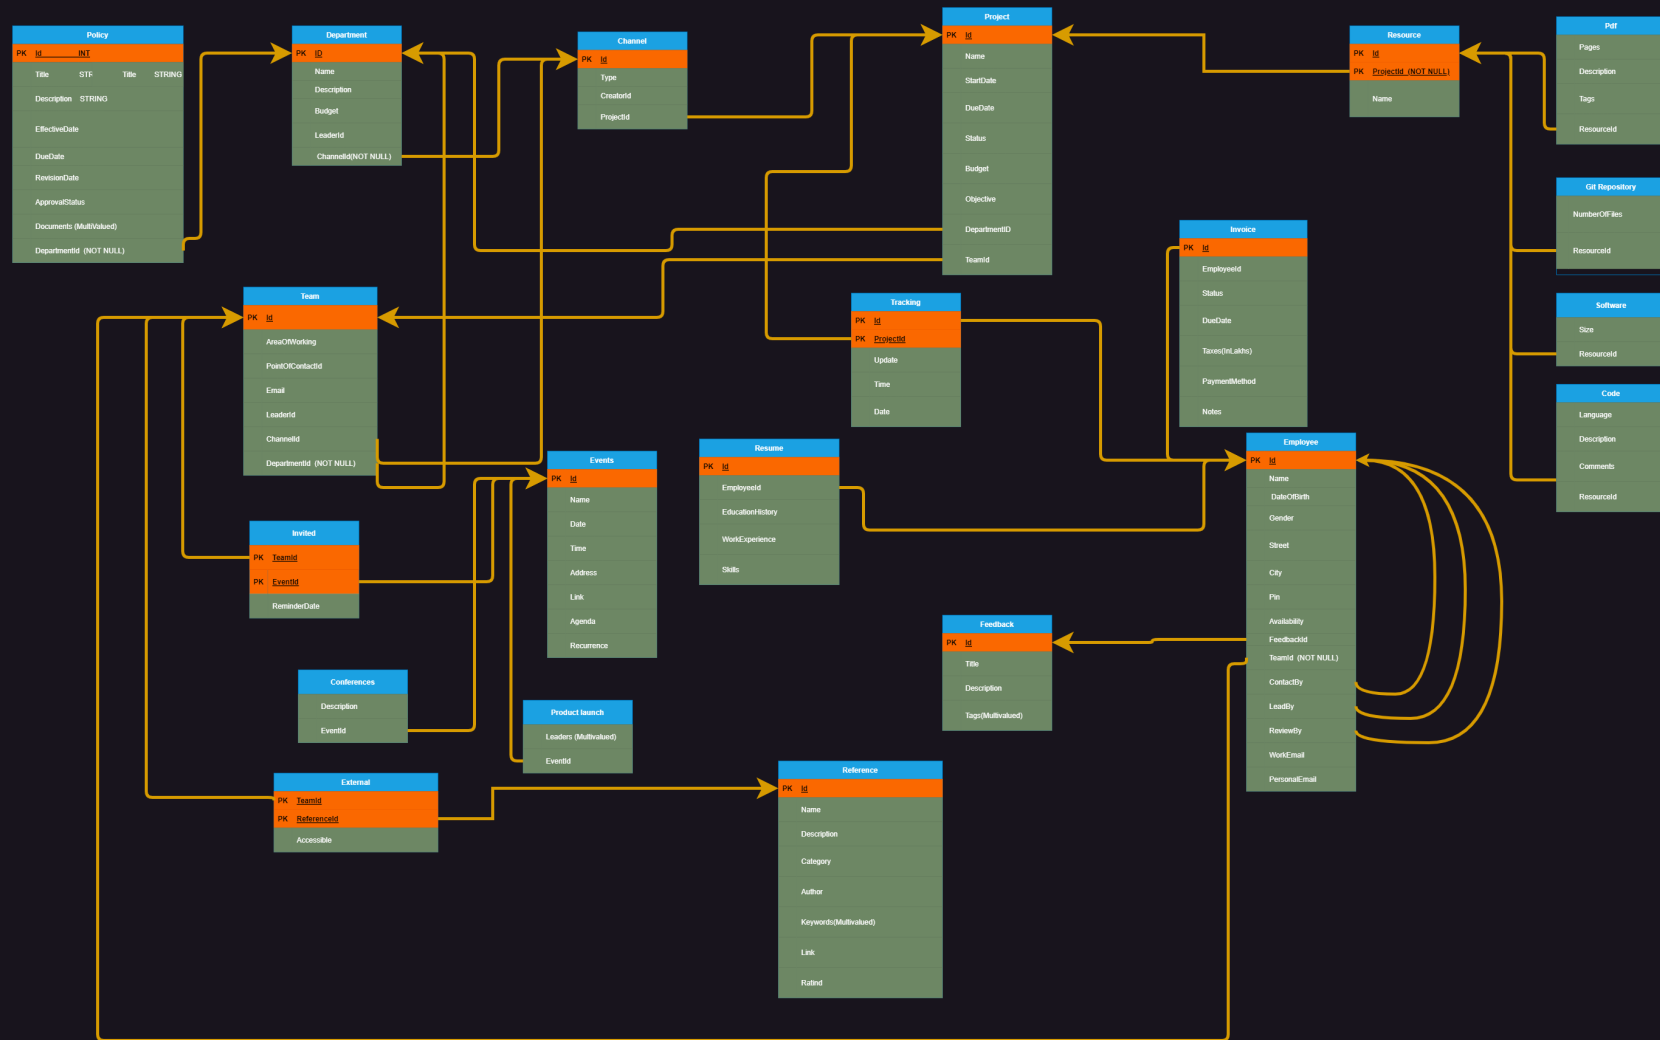 Policy
PK Id INT
Title STF Title STRING
Description STRING
EffectiveDate
DueDate
RevisionDate
ApprovalStatus
Documents (MultiValued)
DepartmentId (NOT NULL)
Department
PK ID
Name
Description
Budget
LeaderId
ChannelId(NOT NULL)
Channel
PK Id
Type
CreatorId
ProjectId
Project
PK Id
Name
StartDate
DueDate
Status
Budget
Objective
DepartmentID
TeamId
Resource
PK Id
PK ProjectId (NOT NULL)
Name
Pdf
Pages
Description
Tags
ResourceId
Git Repository
NumberOfFiles
ResourceId
Software
Size
ResourceId
Code
Language
Description
Comments
ResourceId
Invoice
PK Id
EmployeeId
Status
DueDate
Taxes(InLakhs)
PaymentMethod
Notes
Team
PK Id
AreaOfWorking
PointOfContactId
Email
LeaderId
ChannelId
DepartmentId (NOT NULL)
Tracking
PK Id
PK ProjectId
Update
Time
Date
Resume
PK Id
EmployeeId
EducationHistory
WorkExperience
Skills
Events
PK Id
Name
Date
Time
Address
Link
Agenda
Recurrence
Employee
PK Id
Name
DateOfBirth
Gender
Street
City
Pin
Availability
FeedbackId
TeamId (NOT NULL)
ContactBy
LeadBy
ReviewBy
WorkEmail
PersonalEmail
Invited
PK TeamId
PK EventId
ReminderDate
Feedback
PK Id
Title
Description
Tags(Multivalued)
Conferences
Description
EventId
Product launch
Leaders (Multivalued)
EventId
External
PK TeamId
PK ReferenceId
Accessible
Reference
PK Id
Name
Description
Category
Author
Keywords(Multivalued)
Link
Ratind